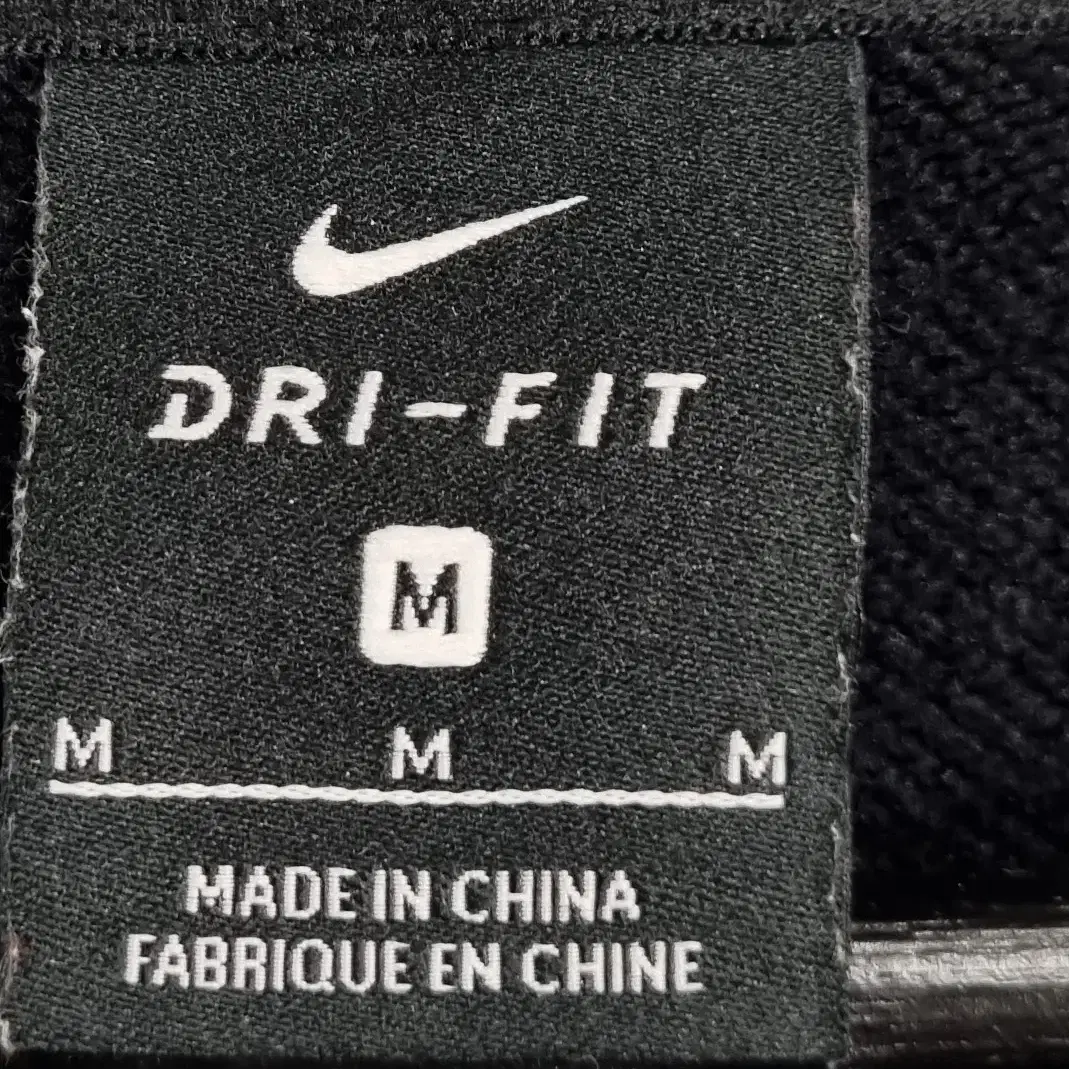 DRI-FIT
M
M M M
MADE IN CHINA
FABRIQUE EN CHINE